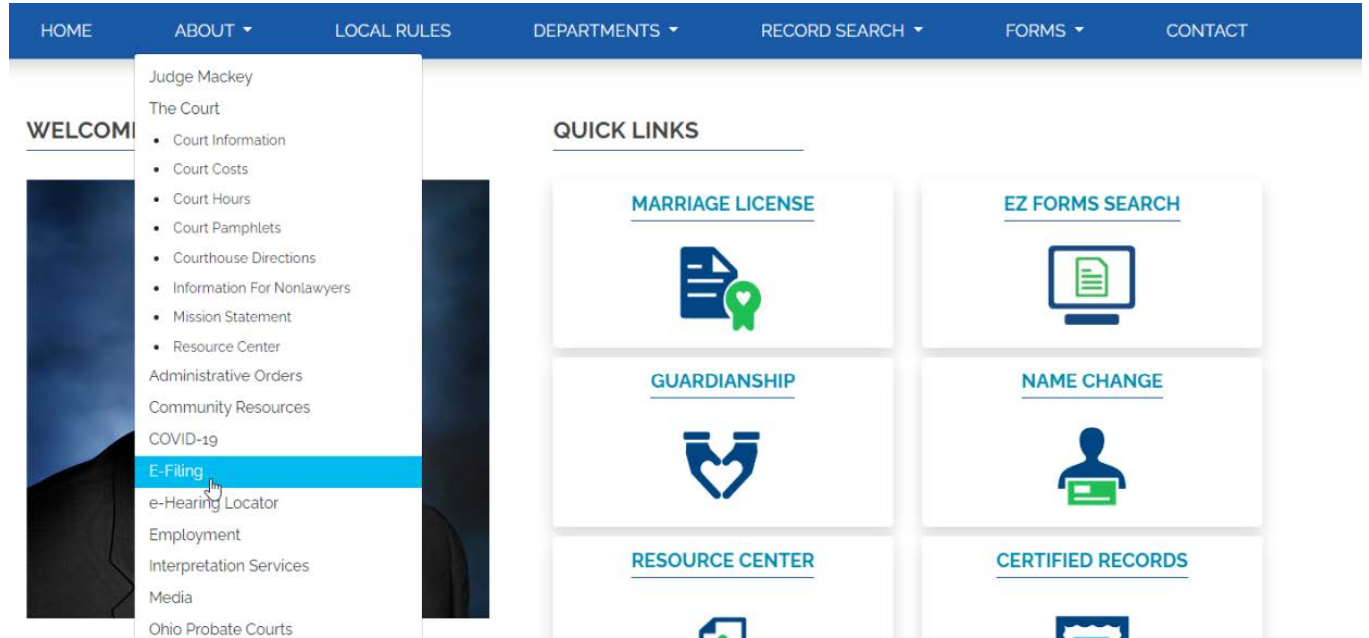 HOME ABOUT LOCAL RULES DEPARTMENTS RECORD SEARCH FORMS CONTACT
Judge Mackey
The Court
• Court Information
• Court Costs
• Court Hours
• Court Pamphlets
• Courthouse Directions
• Information For Nonlawyers
• Mission Statement
• Resource Center
Administrative Orders
Community Resources
COVID-19
E-Filing
e-Hearing Locator
Employment
Interpretation Services
Media
Ohio Probate Courts
QUICK LINKS
MARRIAGE LICENSE
EZ FORMS SEARCH
GUARDIANSHIP
NAME CHANGE
RESOURCE CENTER
CERTIFIED RECORDS